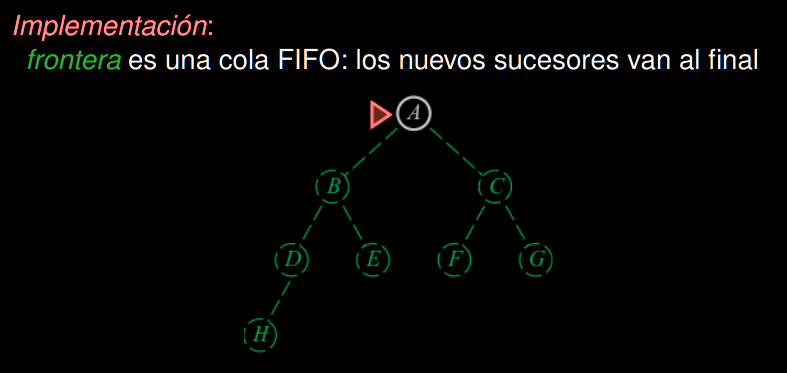 Implementación:
frontera es una cola FIFO: los nuevos sucesores van al final
A
B C
D E F G
H